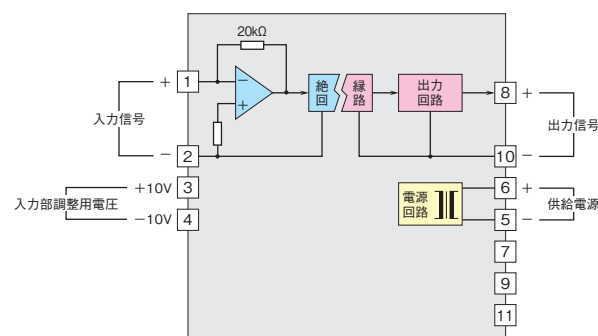 20kΩ
+ 1
−
+
入力信号
− 2
絶縁
回路
出力
回路
8 +
出力信号
10 −
+10V 3
入力部調整用電圧
−10V 4
電源
回路
6 +
供給電源
5 −
7
9
11